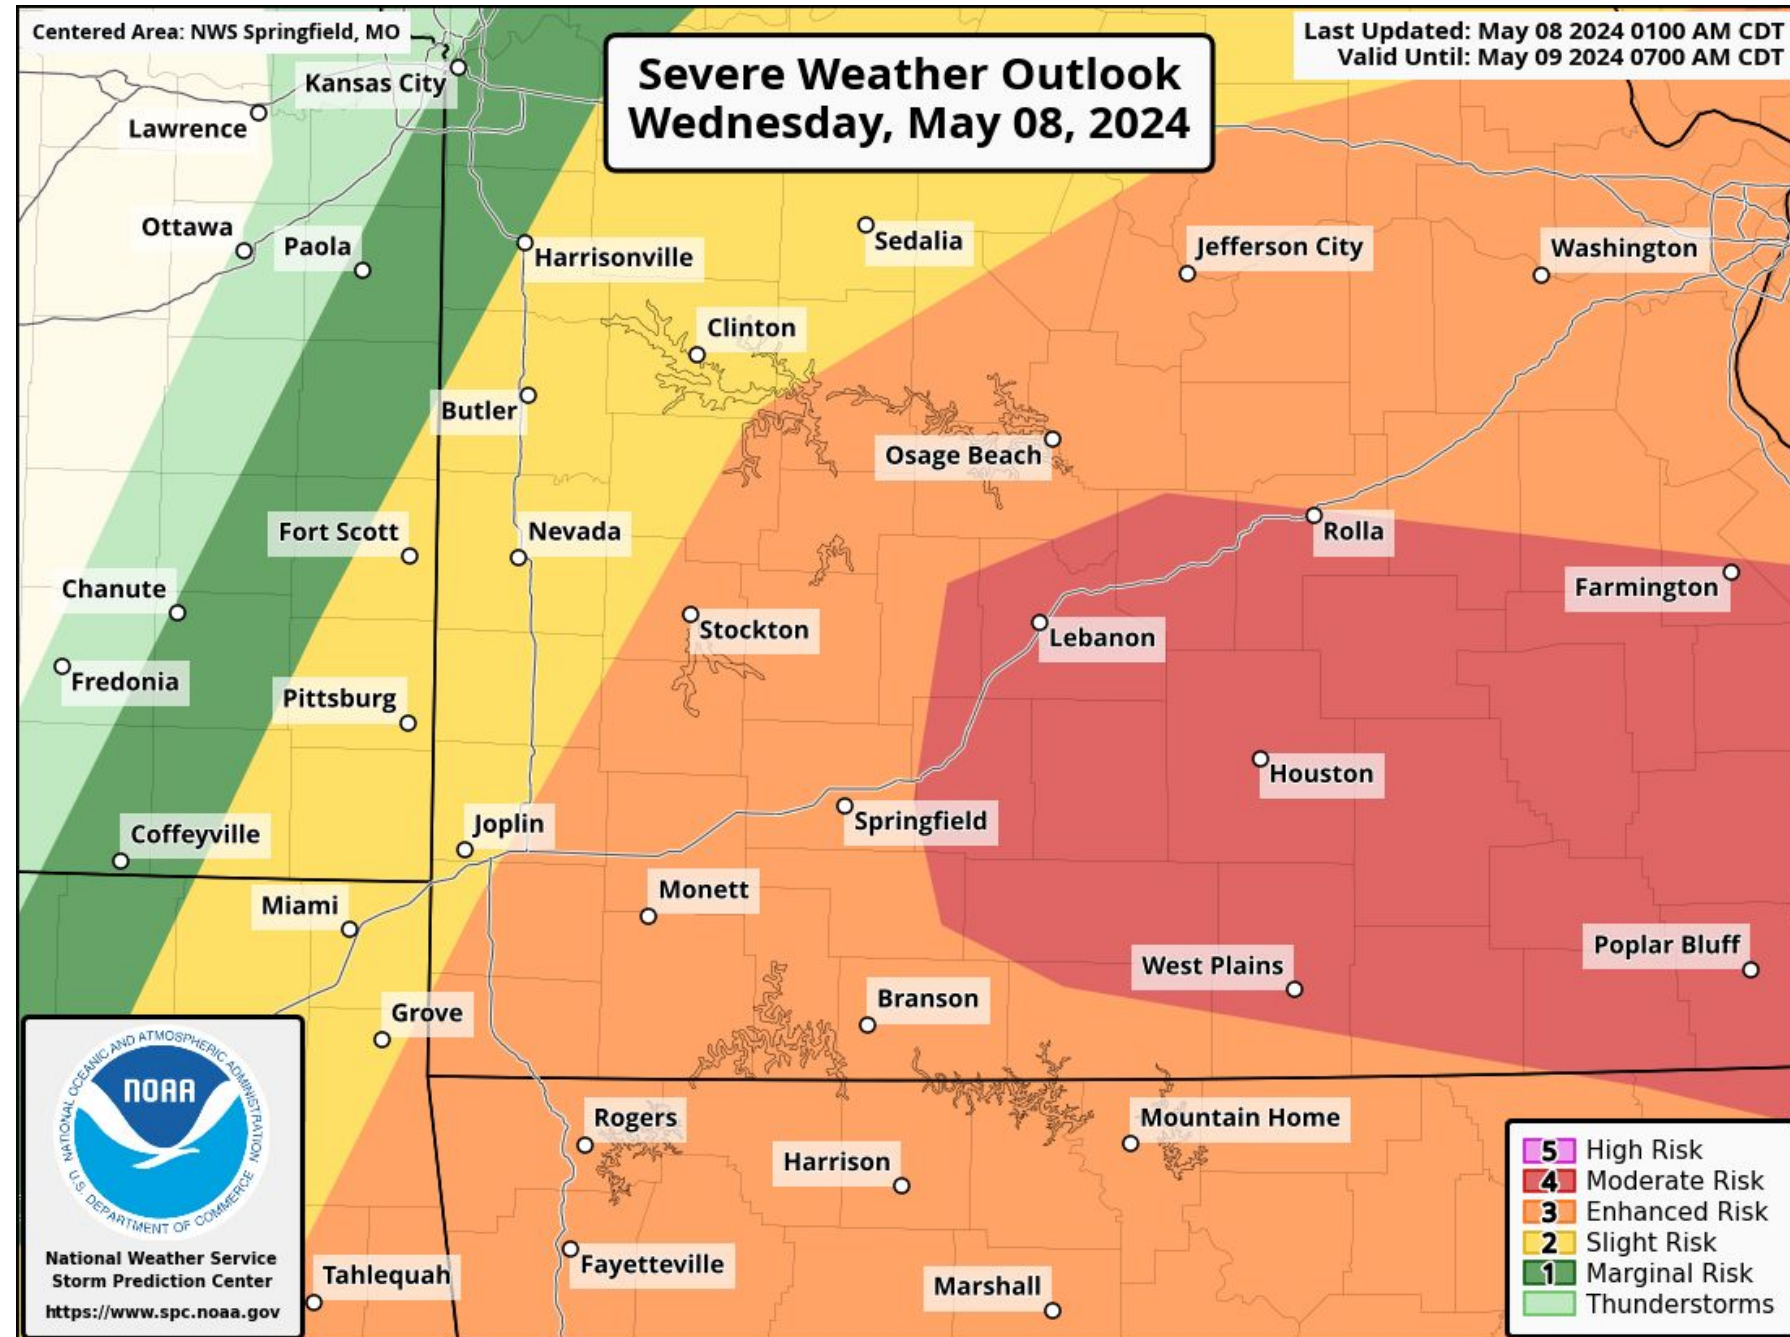 Centered Area: NWS Springfield, MO
Last Updated: May 08 2024 0100 AM CDT
Valid Until: May 09 2024 0700 AM CDT
Severe Weather Outlook
Wednesday, May 08, 2024
Kansas City
Lawrence
Ottawa
Paola
Harrisonville
Sedalia
Jefferson City
Washington
Clinton
Butler
Osage Beach
Fort Scott
Nevada
Rolla
Chanute
Farmington
Stockton
Lebanon
Fredonia
Pittsburg
Houston
Coffeyville
Joplin
Springfield
Miami
Monett
Poplar Bluff
West Plains
Grove
Branson
Rogers
Mountain Home
Harrison
Fayetteville
Tahlequah
Marshall
NATIONAL OCEANIC AND ATMOSPHERIC ADMINISTRATION
NOAA
U.S. DEPARTMENT OF COMMERCE
National Weather Service
Storm Prediction Center
https://www.spc.noaa.gov
5 High Risk
4 Moderate Risk
3 Enhanced Risk
2 Slight Risk
1 Marginal Risk
Thunderstorms